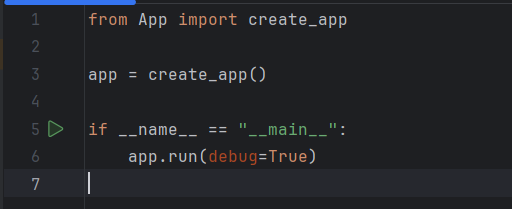 1 from App import create_app
2
3 app = create_app()
4
5 if __name__ == "__main__":
6     app.run(debug=True)
7